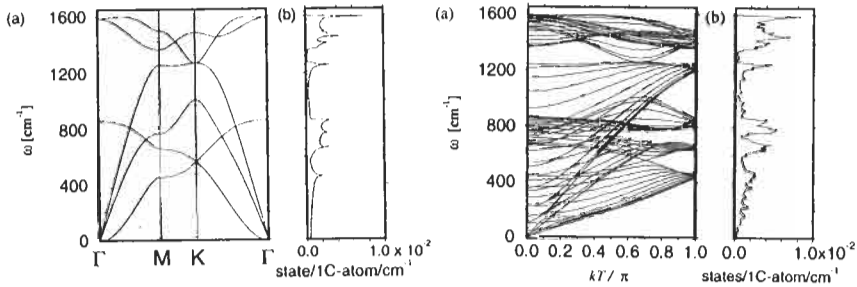 (a)
1600
1200
800
400
0
ω [cm⁻¹]
Γ M K Γ
(b)
0.0 1.0 x 10⁻²
state/1C-atom/cm⁻¹
(a)
1600
1200
800
400
0
ω [cm⁻¹]
0.0 0.2 0.4 0.6 0.8 1.0
kT / π
(b)
0.0 1.0x10⁻²
states/1C-atom/cm⁻¹